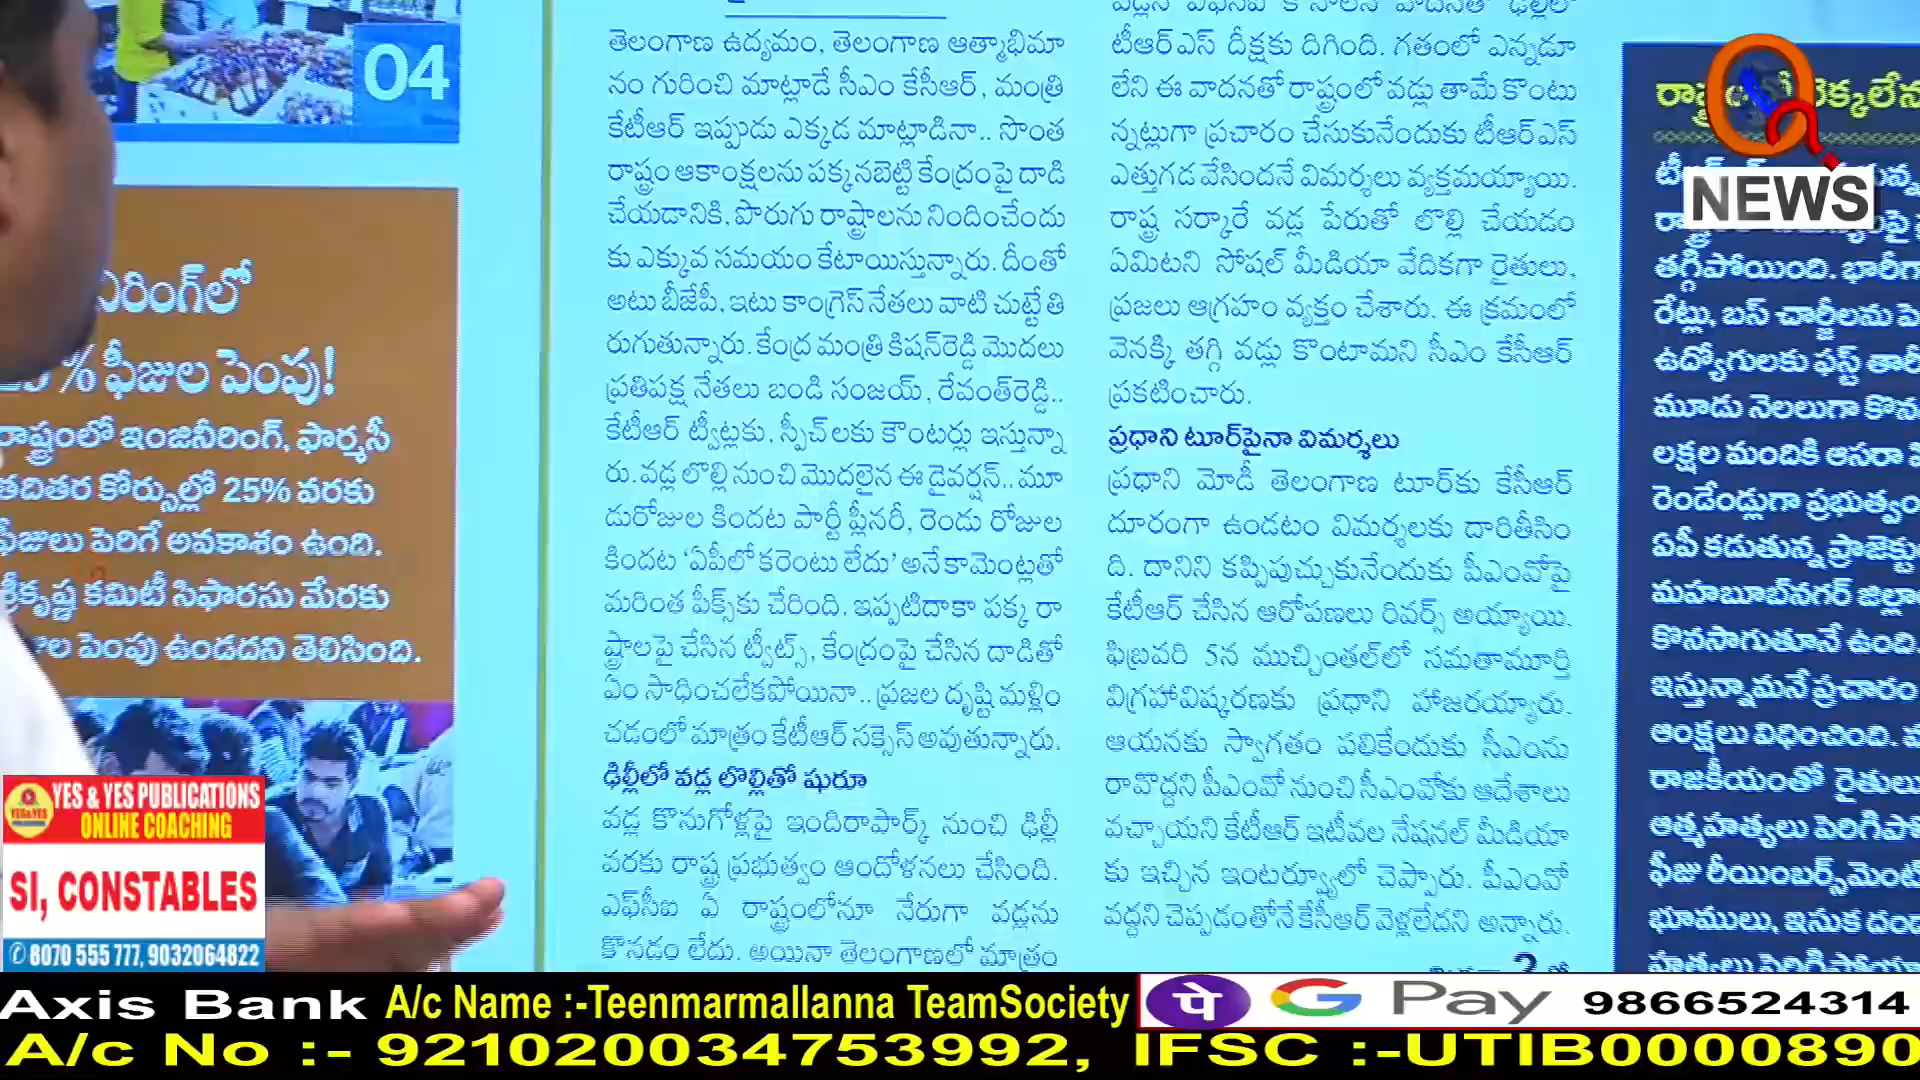 04
% ఫీజుల పెంపు!
రాష్ట్రంలో ఇంజినీరింగ్, ఫార్మసీ
తదితర కోర్సుల్లో 25% వరకు
ఫీజులు పెరిగే అవకాశం ఉంది.
శ్రీకృష్ణ కమిటీ సిఫారసు మేరకు
పెంపు ఉండదని తెలిసింది.
తెలంగాణ ఉద్యమం, తెలంగాణ ఆత్మాభిమా
నం గురించి మాట్లాడే సీఎం కేసీఆర్, మంత్రి
కేటీఆర్ ఇప్పుడు ఎక్కడ మాట్లాడినా.. సొంత
రాష్ట్రం ఆకాంక్షలను పక్కనబెట్టి కేంద్రంపై దాడి
చేయడానికి, పొరుగు రాష్ట్రాలను నిందించేందు
కు ఎక్కువ సమయం కేటాయిస్తున్నారు. దీంతో
అటు బీజేపీ, ఇటు కాంగ్రెస్ నేతలు వాటి చుట్టే తి
రుగుతున్నారు. కేంద్ర మంత్రి కిషన్‌రెడ్డి మొదలు
ప్రతిపక్ష నేతలు బండి సంజయ్, రేవంత్‌రెడ్డి..
కేటీఆర్ ట్వీట్లకు, స్పీచ్‌లకు కౌంటర్లు ఇస్తున్నా
రు. వడ్ల లొల్లి నుంచి మొదలైన ఈ డైవర్షన్.. మూ
డురోజుల కిందట పార్టీ ప్లీనరీ, రెండు రోజుల
కిందట ‘ఏపీలో కరెంటు లేదు’ అనే కామెంట్లతో
మరింత పీక్స్‌కు చేరింది. ఇప్పటిదాకా పక్క రా
ష్ట్రాలపై చేసిన ట్వీట్స్, కేంద్రంపై చేసిన దాడితో
ఏం సాధించలేకపోయినా.. ప్రజల దృష్టి మళ్లిం
చడంలో మాత్రం కేటీఆర్ సక్సెస్ అవుతున్నారు.
ఢిల్లీలో వడ్ల లొల్లితో షురూ
వడ్ల కొనుగోళ్లపై ఇందిరాపార్క్ నుంచి ఢిల్లీ
వరకు రాష్ట్ర ప్రభుత్వం ఆందోళనలు చేసింది.
ఎఫ్‌సీఐ ఏ రాష్ట్రంలోనూ నేరుగా వడ్లను
కొనడం లేదు. అయినా తెలంగాణలో మాత్రం
టీఆర్ఎస్ దీక్షకు దిగింది. గతంలో ఎన్నడూ
లేని ఈ వాదనతో రాష్ట్రంలో వడ్లు తామే కొంటు
న్నట్లుగా ప్రచారం చేసుకునేందుకు టీఆర్ఎస్
ఎత్తుగడ వేసిందనే విమర్శలు వ్యక్తమయ్యాయి.
రాష్ట్ర సర్కారే వడ్ల పేరుతో లొల్లి చేయడం
ఏమిటని సోషల్ మీడియా వేదికగా రైతులు,
ప్రజలు ఆగ్రహం వ్యక్తం చేశారు. ఈ క్రమంలో
వెనక్కి తగ్గి వడ్లు కొంటామని సీఎం కేసీఆర్
ప్రకటించారు.
ప్రధాని టూర్‌పైనా విమర్శలు
ప్రధాని మోడీ తెలంగాణ టూర్‌కు కేసీఆర్
దూరంగా ఉండటం విమర్శలకు దారితీసిం
ది. దానిని కప్పిపుచ్చుకునేందుకు పీఎంవోపై
కేటీఆర్ చేసిన ఆరోపణలు రివర్స్ అయ్యాయి.
ఫిబ్రవరి 5న ముచ్చింతల్‌లో సమతామూర్తి
విగ్రహావిష్కరణకు ప్రధాని హాజరయ్యారు.
ఆయనకు స్వాగతం పలికేందుకు సీఎంను
రావొద్దని పీఎంవో నుంచి సీఎంవోకు ఆదేశాలు
వచ్చాయని కేటీఆర్ ఇటీవల నేషనల్ మీడియా
కు ఇచ్చిన ఇంటర్వ్యూలో చెప్పారు. పీఎంవో
వద్దని చెప్పడంతోనే కేసీఆర్ వెళ్లలేదని అన్నారు.
తగ్గిపోయింది. భారీగా
రేట్లు, బస్ చార్జీలను
ఉద్యోగులకు ఫస్ట్
మూడు నెలలుగా
లక్షల మందికి ఆసరా
రెండేండ్లుగా ప్రభుత్వం
ఏపీ కడుతున్న
మహబూబ్‌నగర్
కొనసాగుతూనే ఉంది.
ఇస్తున్నామనే ప్రచారం
ఆంక్షలు విధించింది.
రాజకీయంతో రైతులు
ఆత్మహత్యలు
ఫీజు రీయింబర్స్‌మెంట్
భూములు, ఇసుక
Q NEWS
YES & YES PUBLICATIONS
ONLINE COACHING
SI, CONSTABLES
8070 555 777, 9032064822
Axis Bank A/c Name :-Teenmarmallanna TeamSociety
पे G Pay 9866524314
A/c No :- 921020034753992, IFSC :-UTIB0000890